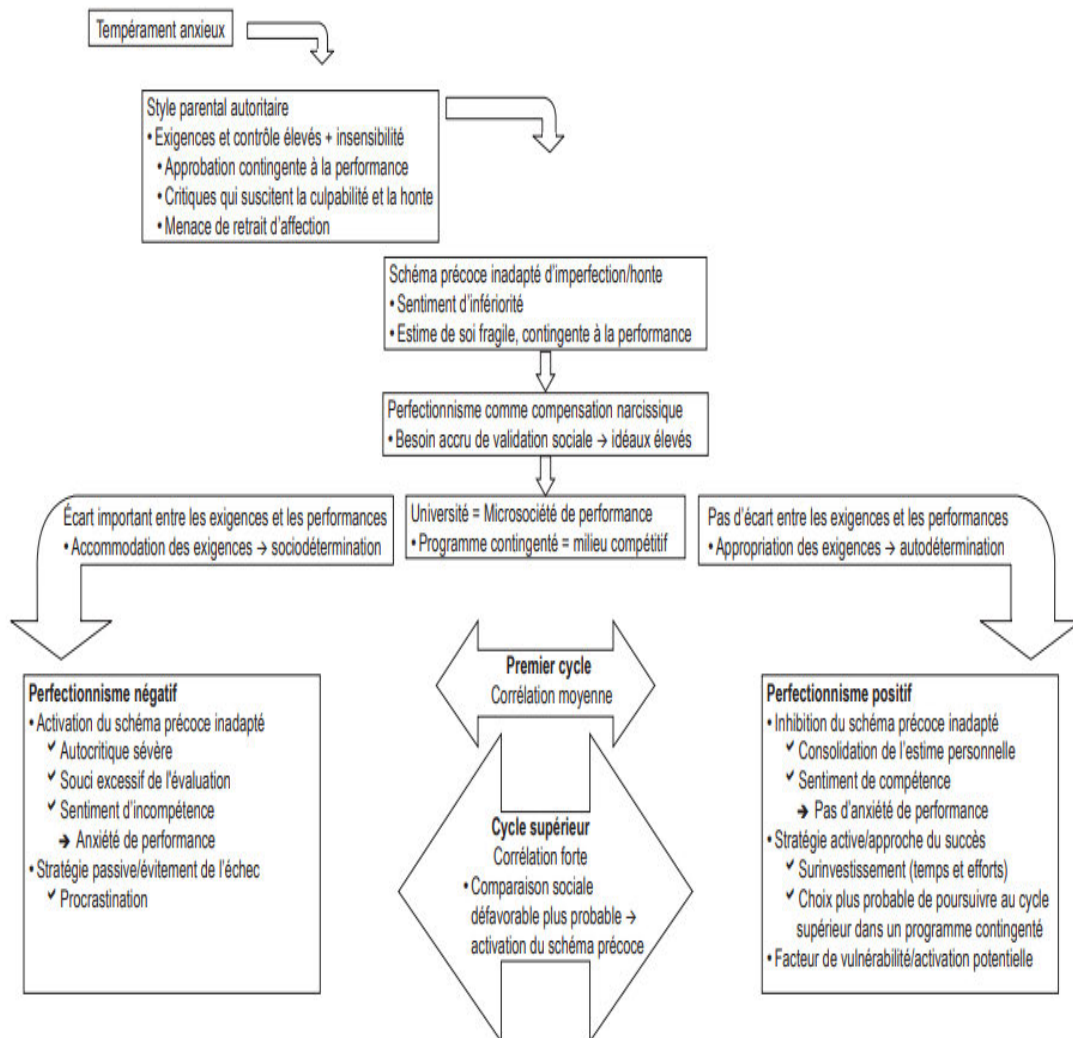 Tempérament anxieux
Style parental autoritaire
• Exigences et contrôle élevés + insensibilité
• Approbation contingente à la performance
• Critiques qui suscitent la culpabilité et la honte
• Menace de retrait d'affection
Schéma précoce inadapté d'imperfection/honte
• Sentiment d'infériorité
• Estime de soi fragile, contingente à la performance
Perfectionnisme comme compensation narcissique
• Besoin accru de validation sociale → idéaux élevés
Écart important entre les exigences et les performances
• Accommodation des exigences → sociodétermination
Université = Microsociété de performance
• Programme contingenté = milieu compétitif
Pas d'écart entre les exigences et les performances
• Appropriation des exigences → autodétermination
Premier cycle
Corrélation moyenne
Perfectionnisme négatif
• Activation du schéma précoce inadapté
✓ Autocritique sévère
✓ Souci excessif de l'évaluation
✓ Sentiment d'incompétence
➔ Anxiété de performance
• Stratégie passive/évitement de l'échec
✓ Procrastination
Cycle supérieur
Corrélation forte
• Comparaison sociale
défavorable plus probable →
activation du schéma précoce
Perfectionnisme positif
• Inhibition du schéma précoce inadapté
✓ Consolidation de l'estime personnelle
✓ Sentiment de compétence
➔ Pas d'anxiété de performance
• Stratégie active/approche du succès
✓ Surinvestissement (temps et efforts)
✓ Choix plus probable de poursuivre au cycle
supérieur dans un programme contingenté
• Facteur de vulnérabilité/activation potentielle